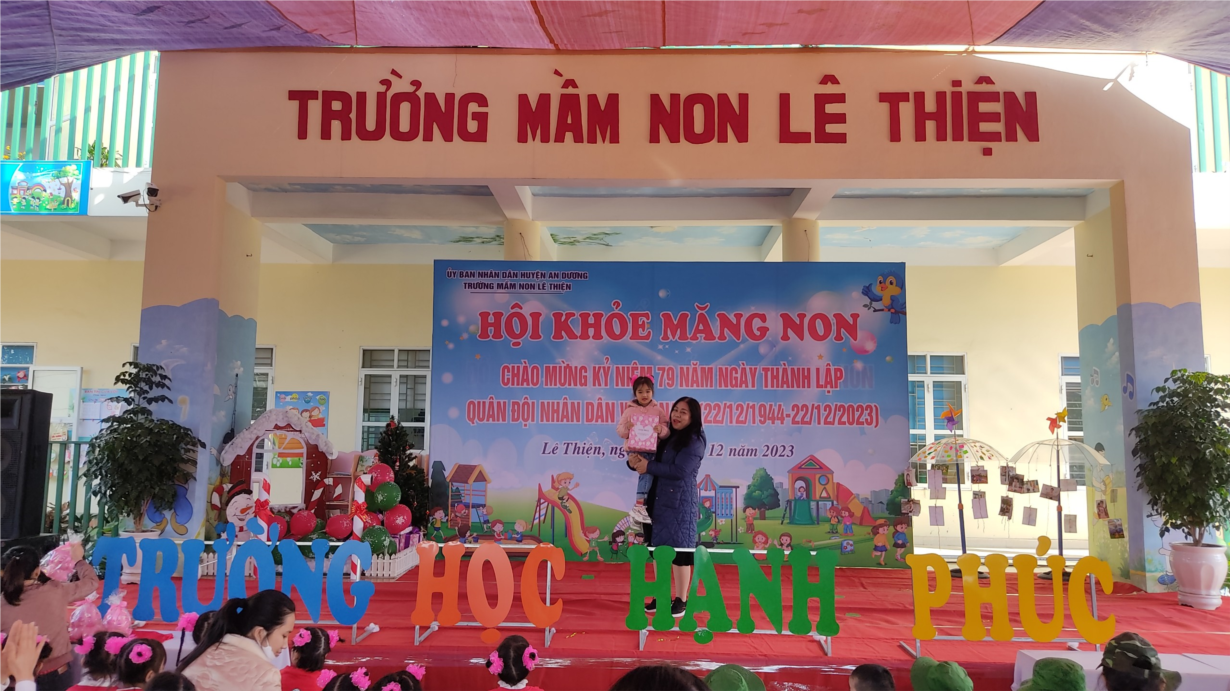 TRƯỜNG MẦM NON LÊ THIỆN
ỦY BAN NHÂN DÂN HUYỆN AN DƯƠNG
TRƯỜNG MẦM NON LÊ THIỆN
HỘI KHỎE MĂNG NON
CHÀO MỪNG KỶ NIỆM 79 NĂM NGÀY THÀNH LẬP
QUÂN ĐỘI NHÂN DÂN (22/12/1944-22/12/2023)
Lê Thiện, 12 năm 2023
TRƯỜNG HỌC HẠNH PHÚC